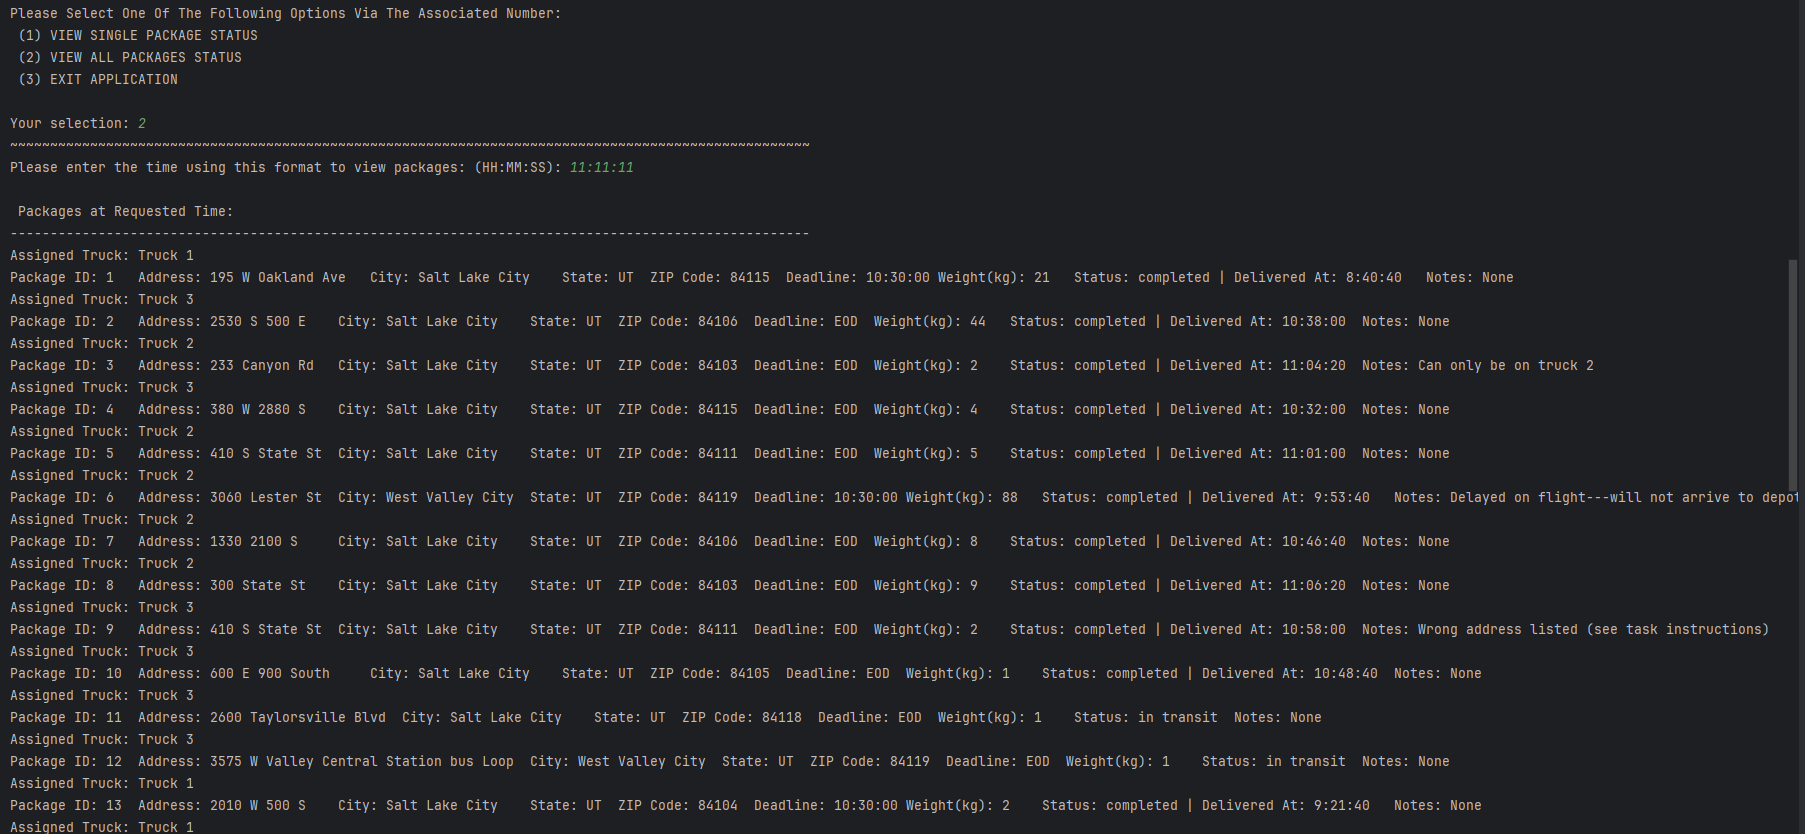 Please Select One Of The Following Options Via The Associated Number:
(1) VIEW SINGLE PACKAGE STATUS
(2) VIEW ALL PACKAGES STATUS
(3) EXIT APPLICATION
Your selection: 2
~~~~~~~~~~~~~~~~~~~~~~~~~~~~~~~~~~~~~~~~~~~~~~~~~~~~~~~~~~~~~~~~~~~~~~~~~~~~~~~~~~~~~~~~~~~~~~~~~~~~
Please enter the time using this format to view packages: (HH:MM:SS): 11:11:11
Packages at Requested Time:
----------------------------------------------------------------------------------------------------
Assigned Truck: Truck 1
Package ID: 1   Address: 195 W Oakland Ave   City: Salt Lake City    State: UT  ZIP Code: 84115  Deadline: 10:30:00 Weight(kg): 21   Status: completed | Delivered At: 8:40:40   Notes: None
Assigned Truck: Truck 3
Package ID: 2   Address: 2530 S 500 E    City: Salt Lake City    State: UT  ZIP Code: 84106  Deadline: EOD  Weight(kg): 44   Status: completed | Delivered At: 10:38:00  Notes: None
Assigned Truck: Truck 2
Package ID: 3   Address: 233 Canyon Rd   City: Salt Lake City    State: UT  ZIP Code: 84103  Deadline: EOD  Weight(kg): 2    Status: completed | Delivered At: 11:04:20  Notes: Can only be on truck 2
Assigned Truck: Truck 3
Package ID: 4   Address: 380 W 2880 S    City: Salt Lake City    State: UT  ZIP Code: 84115  Deadline: EOD  Weight(kg): 4    Status: completed | Delivered At: 10:32:00  Notes: None
Assigned Truck: Truck 2
Package ID: 5   Address: 410 S State St  City: Salt Lake City    State: UT  ZIP Code: 84111  Deadline: EOD  Weight(kg): 5    Status: completed | Delivered At: 11:01:00  Notes: None
Assigned Truck: Truck 2
Package ID: 6   Address: 3060 Lester St  City: West Valley City  State: UT  ZIP Code: 84119  Deadline: 10:30:00 Weight(kg): 88   Status: completed | Delivered At: 9:53:40   Notes: Delayed on flight---will not arrive to depot
Assigned Truck: Truck 2
Package ID: 7   Address: 1330 2100 S     City: Salt Lake City    State: UT  ZIP Code: 84106  Deadline: EOD  Weight(kg): 8    Status: completed | Delivered At: 10:46:40  Notes: None
Assigned Truck: Truck 2
Package ID: 8   Address: 300 State St    City: Salt Lake City    State: UT  ZIP Code: 84103  Deadline: EOD  Weight(kg): 9    Status: completed | Delivered At: 11:06:20  Notes: None
Assigned Truck: Truck 3
Package ID: 9   Address: 410 S State St  City: Salt Lake City    State: UT  ZIP Code: 84111  Deadline: EOD  Weight(kg): 2    Status: completed | Delivered At: 10:58:00  Notes: Wrong address listed (see task instructions)
Assigned Truck: Truck 3
Package ID: 10  Address: 600 E 900 South     City: Salt Lake City    State: UT  ZIP Code: 84105  Deadline: EOD  Weight(kg): 1    Status: completed | Delivered At: 10:48:40  Notes: None
Assigned Truck: Truck 3
Package ID: 11  Address: 2600 Taylorsville Blvd  City: Salt Lake City    State: UT  ZIP Code: 84118  Deadline: EOD  Weight(kg): 1    Status: in transit  Notes: None
Assigned Truck: Truck 3
Package ID: 12  Address: 3575 W Valley Central Station bus Loop  City: West Valley City  State: UT  ZIP Code: 84119  Deadline: EOD  Weight(kg): 1    Status: in transit  Notes: None
Assigned Truck: Truck 1
Package ID: 13  Address: 2010 W 500 S    City: Salt Lake City    State: UT  ZIP Code: 84104  Deadline: 10:30:00 Weight(kg): 2    Status: completed | Delivered At: 9:21:40   Notes: None
Assigned Truck: Truck 1